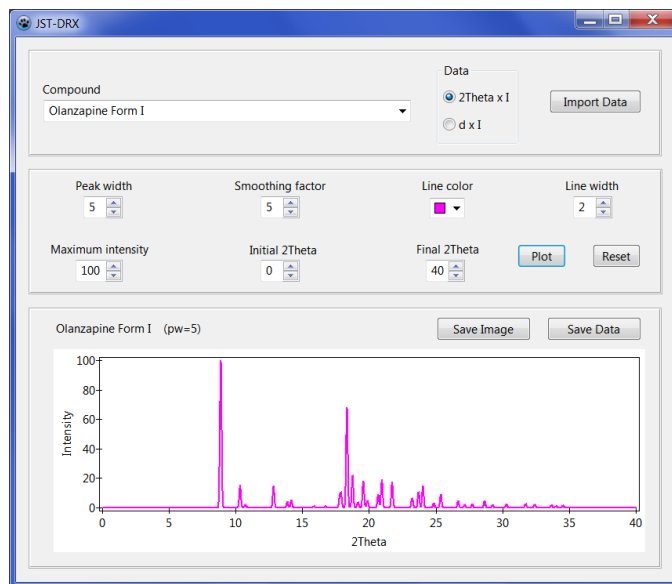 JST-DRX
Data
Compound
Olanzapine Form I
2Theta x I
d x I
Import Data
Peak width
Smoothing factor
Line color
Line width
5
5
2
Maximum intensity
Initial 2Theta
Final 2Theta
100
0
40
Plot
Reset
Olanzapine Form I (pw=5)
Save Image
Save Data
100
80
60
40
20
0
Intensity
0 5 10 15 20 25 30 35 40
2Theta